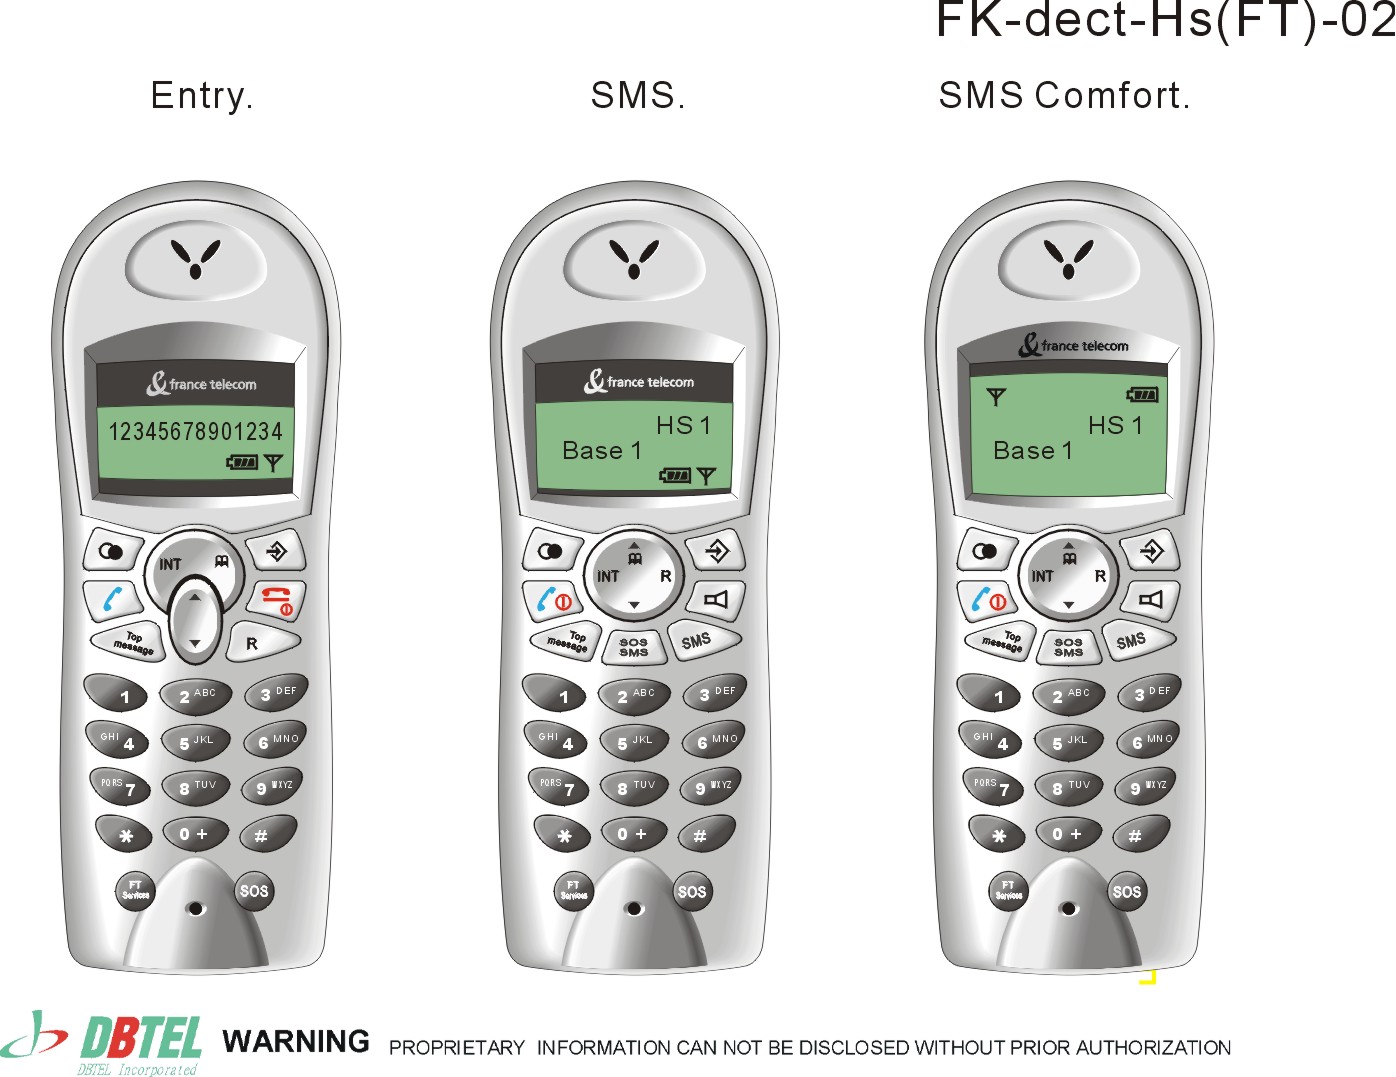 FK-dect-Hs(FT)-02
Entry.
SMS.
SMS Comfort.
& france telecom
12345678901234
INT
Top message
R
1
2 ABC
3 DEF
GHI 4
5 JKL
6 MNO
PQRS 7
8 TUV
9 WXYZ
*
0 +
#
FT Services
SOS
& france telecom
HS 1
Base 1
INT
R
Top message
SOS SMS
SMS
1
2 ABC
3 DEF
GHI 4
5 JKL
6 MNO
PQRS 7
8 TUV
9 WXYZ
*
0 +
#
FT Services
SOS
& france telecom
HS 1
Base 1
INT
R
Top message
SOS SMS
SMS
1
2 ABC
3 DEF
GHI 4
5 JKL
6 MNO
PQRS 7
8 TUV
9 WXYZ
*
0 +
#
FT Services
SOS
DBTEL
DBTEL Incorporated
WARNING PROPRIETARY INFORMATION CAN NOT BE DISCLOSED WITHOUT PRIOR AUTHORIZATION